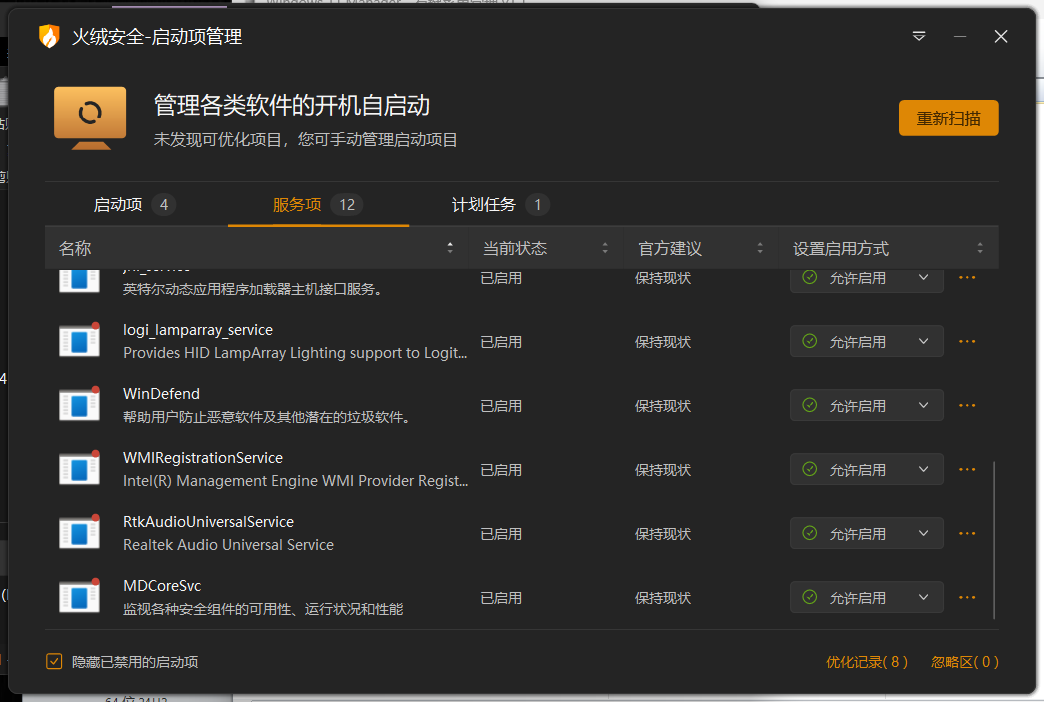 火绒安全-启动项管理
管理各类软件的开机自启动
未发现可优化项目，您可手动管理启动项目
重新扫描
启动项 4 服务项 12 计划任务 1
名称 当前状态 官方建议 设置启用方式
英特尔动态应用程序加载器主机接口服务。 已启用 保持现状 允许启用
logi_lamparray_service
Provides HID LampArray Lighting support to Logit... 已启用 保持现状 允许启用
WinDefend
帮助用户防止恶意软件及其他潜在的垃圾软件。 已启用 保持现状 允许启用
WMIRegistrationService
Intel(R) Management Engine WMI Provider Regist... 已启用 保持现状 允许启用
RtkAudioUniversalService
Realtek Audio Universal Service 已启用 保持现状 允许启用
MDCoreSvc
监视各种安全组件的可用性、运行状况和性能 已启用 保持现状 允许启用
隐藏已禁用的启动项 优化记录( 8 ) 忽略区( 0 )